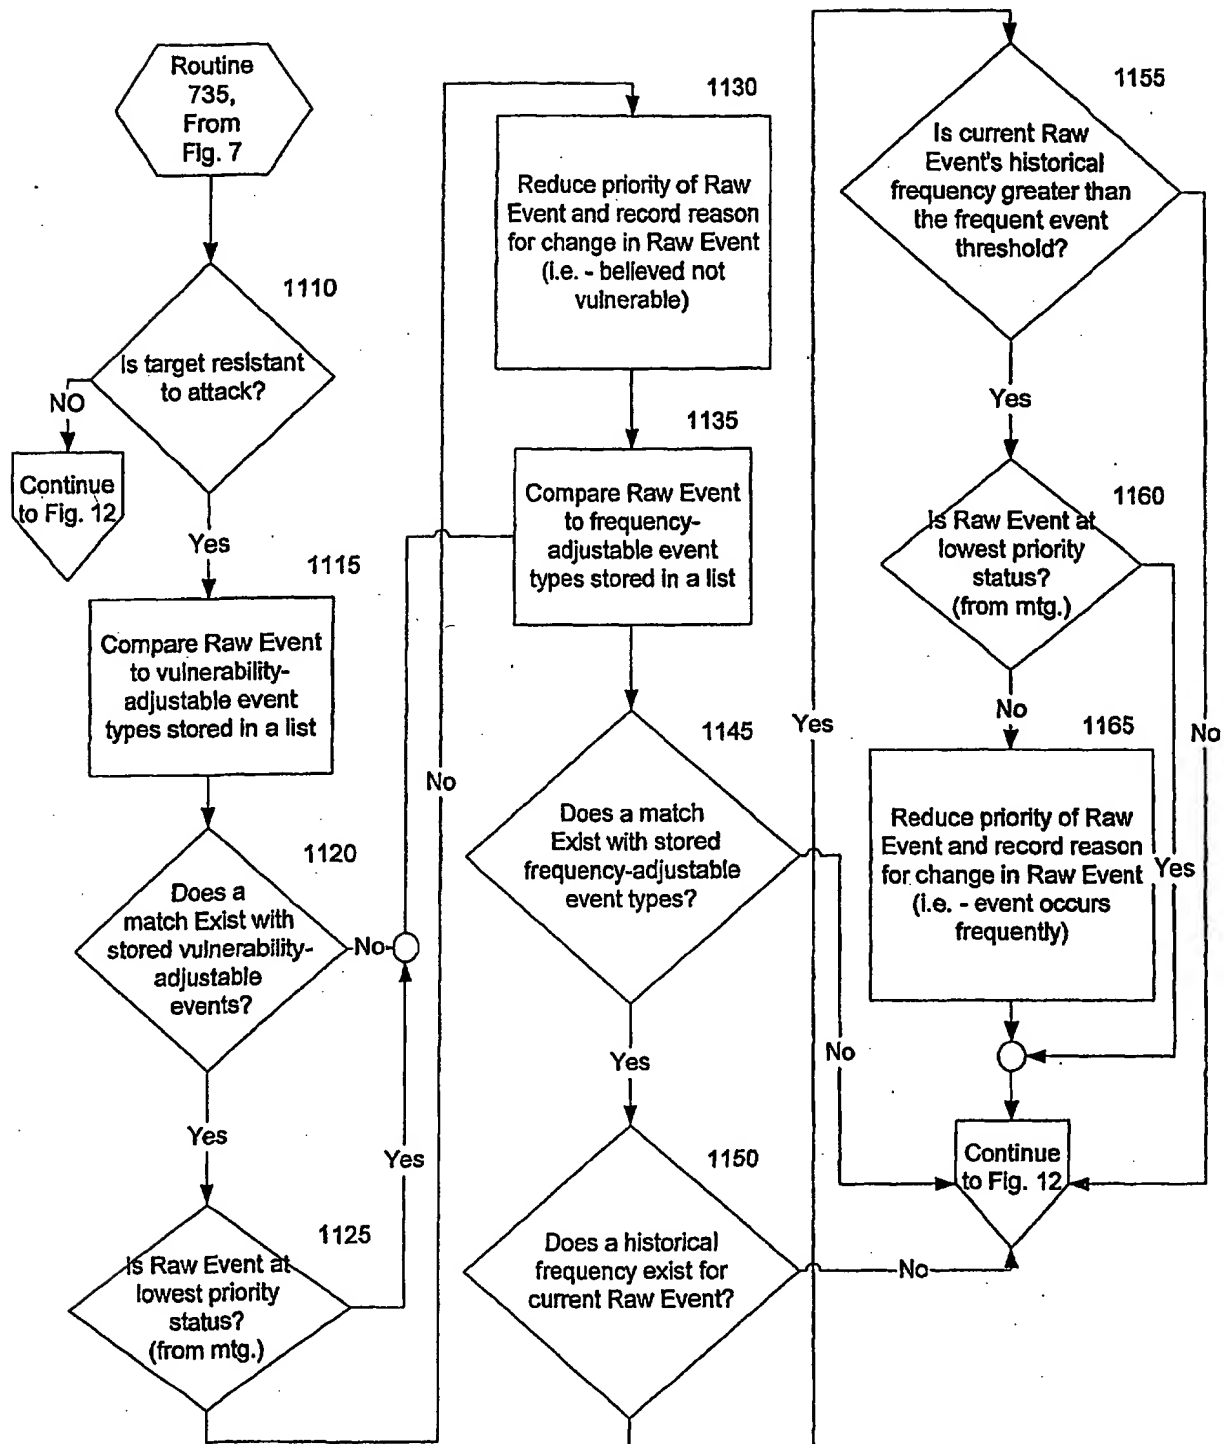 Routine
735,
From
Fig. 7
1110
Is target resistant
to attack?
NO
Continue
to Fig. 12
Yes
1115
Compare Raw Event
to vulnerability-
adjustable event
types stored in a list
1120
Does a
match Exist with
stored vulnerability-
adjustable
events?
No
Yes
Yes
1125
Is Raw Event at
lowest priority
status?
(from mtg.)
No
1130
Reduce priority of Raw
Event and record reason
for change in Raw Event
(i.e. - believed not
vulnerable)
1135
Compare Raw Event
to frequency-
adjustable event
types stored in a list
1145
Does a match
Exist with stored
frequency-adjustable
event types?
No
Yes
1150
Does a historical
frequency exist for
current Raw Event?
No
Yes
1155
Is current Raw
Event's historical
frequency greater than
the frequent event
threshold?
No
Yes
1160
Is Raw Event at
lowest priority
status?
(from mtg.)
No
Yes
1165
Reduce priority of Raw
Event and record reason
for change in Raw Event
(i.e. - event occurs
frequently)
Continue
to Fig. 12